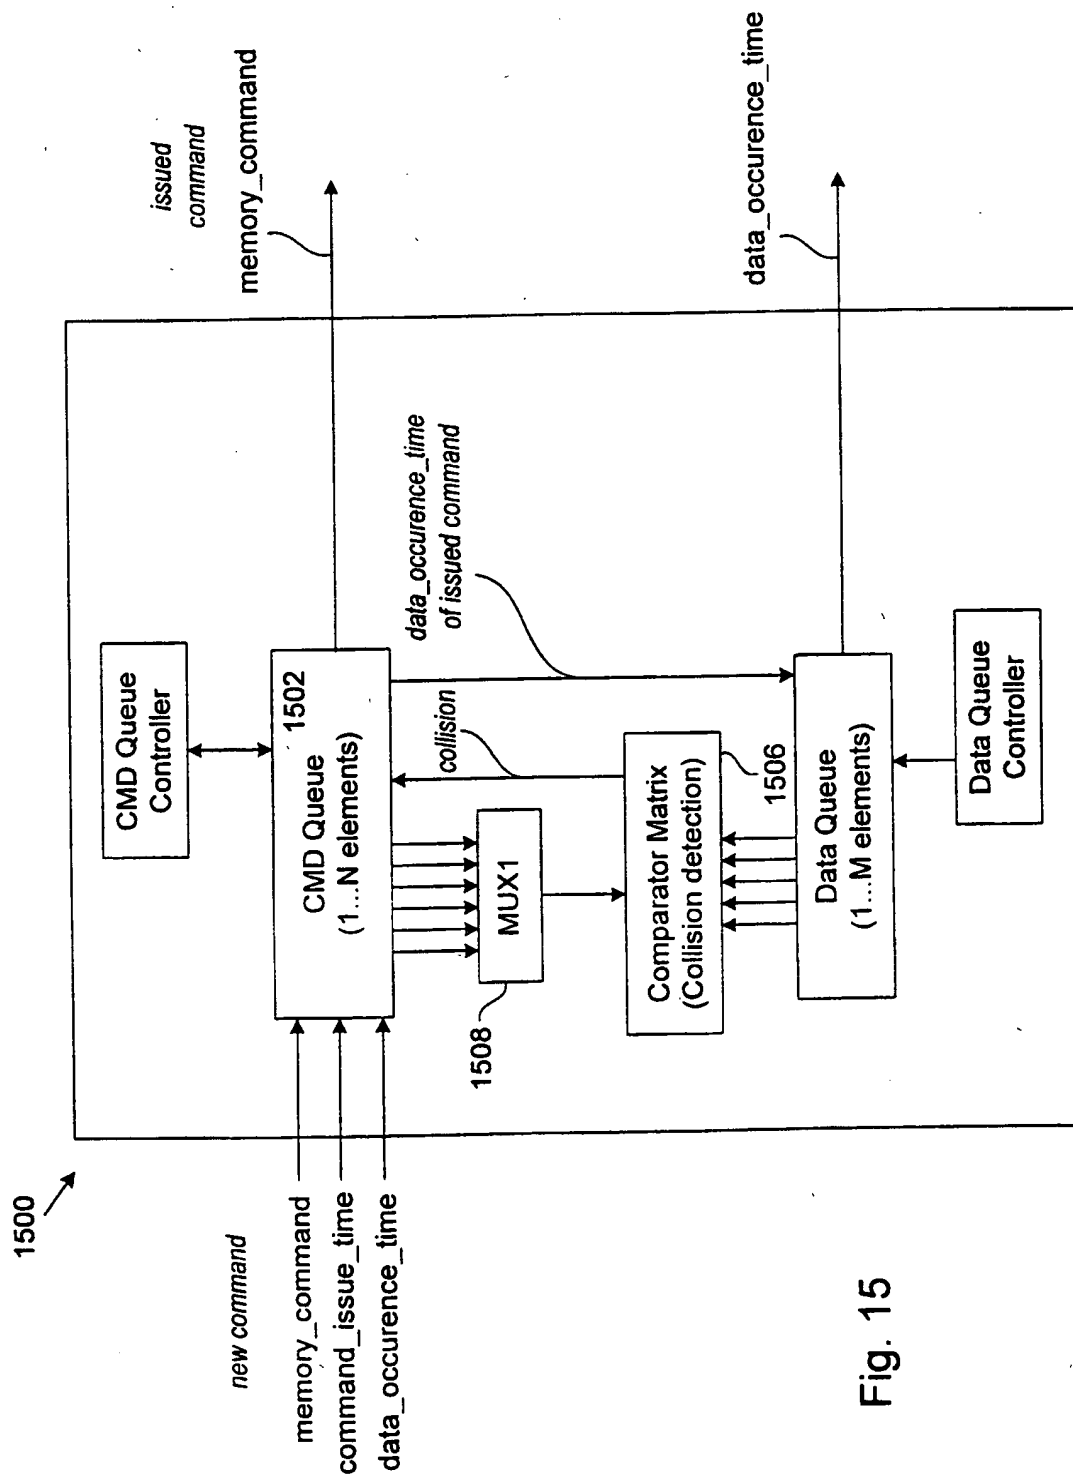 1500
new command
memory_command
command_issue_time
data_occurence_time
CMD Queue
Controller
1502
CMD Queue
(1...N elements)
issued
command
memory_command
1508
MUX1
collision
data_occurence_time
of issued command
Comparator Matrix
(Collision detection)
1506
Data Queue
(1...M elements)
data_occurence_time
Data Queue
Controller
Fig. 15